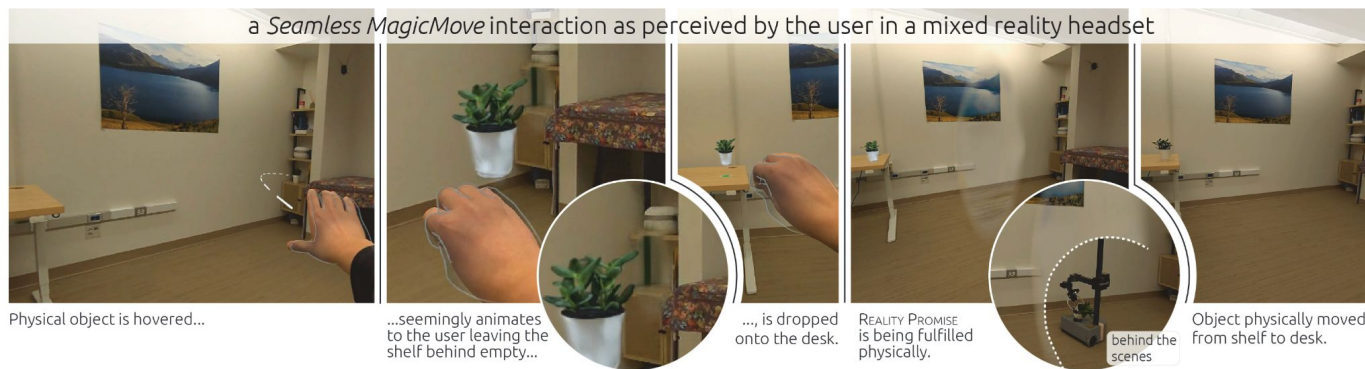 a Seamless MagicMove interaction as perceived by the user in a mixed reality headset
Physical object is hovered...
...seemingly animates
to the user leaving the
shelf behind empty...
..., is dropped
onto the desk.
REALITY PROMISE
is being fulfilled
physically.
behind the
scenes
Object physically moved
from shelf to desk.